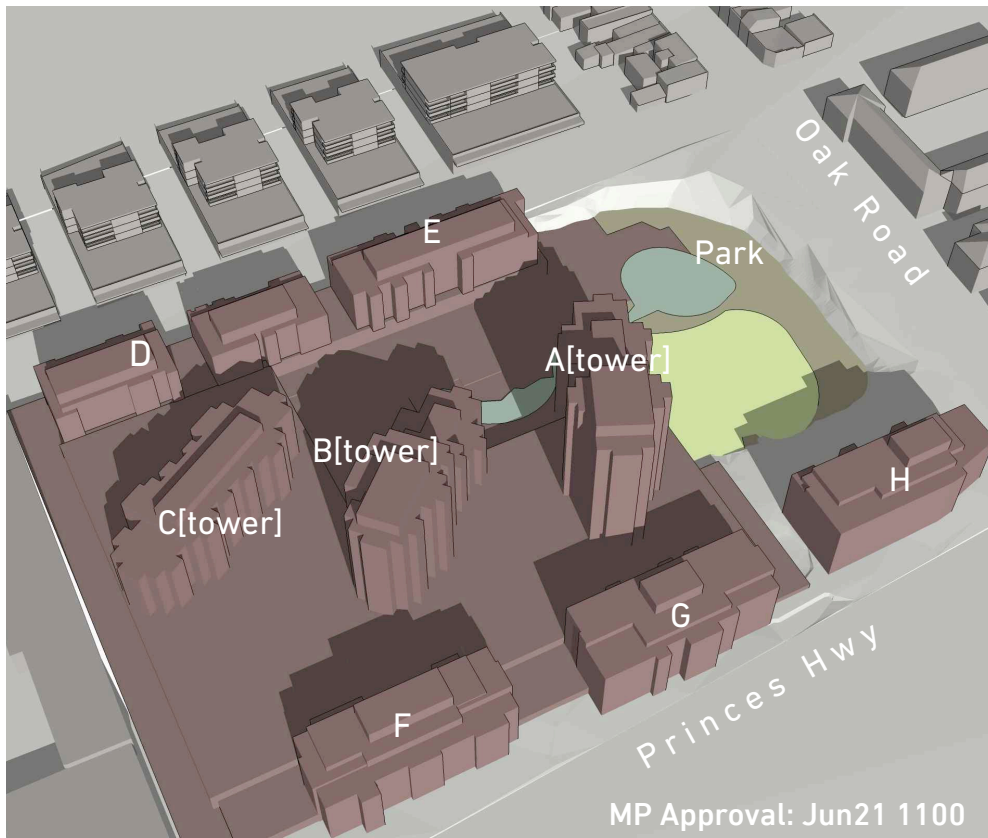 Oak Road
E
Park
D
A[tower]
B[tower]
H
C[tower]
G
Princes Hwy
F
MP Approval: Jun21 1100